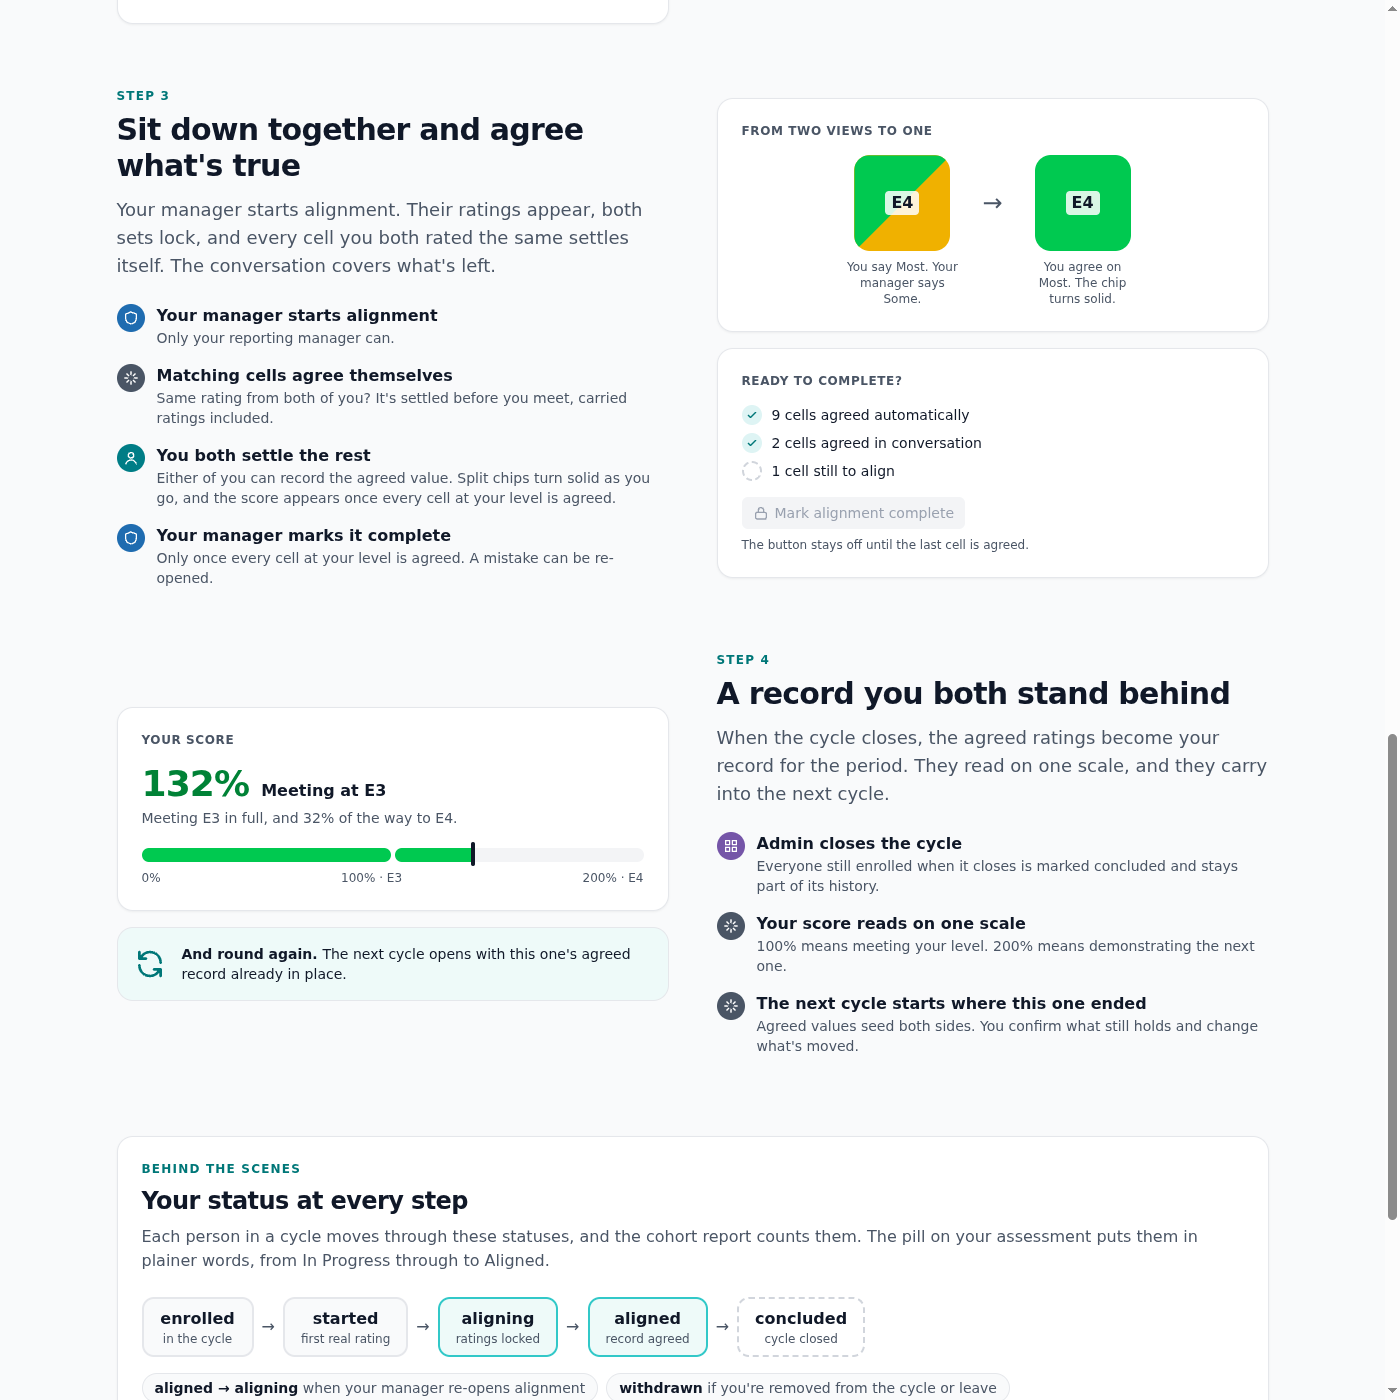 STEP 3
Sit down together and agree
what's true
Your manager starts alignment. Their ratings appear, both
sets lock, and every cell you both rated the same settles
itself. The conversation covers what's left.
Your manager starts alignment
Only your reporting manager can.
Matching cells agree themselves
Same rating from both of you? It's settled before you meet, carried
ratings included.
You both settle the rest
Either of you can record the agreed value. Split chips turn solid as you
go, and the score appears once every cell at your level is agreed.
Your manager marks it complete
Only once every cell at your level is agreed. A mistake can be re-
opened.
FROM TWO VIEWS TO ONE
E4
→
E4
You say Most. Your
manager says
Some.
You agree on
Most. The chip
turns solid.
READY TO COMPLETE?
9 cells agreed automatically
2 cells agreed in conversation
1 cell still to align
Mark alignment complete
The button stays off until the last cell is agreed.
YOUR SCORE
132% Meeting at E3
Meeting E3 in full, and 32% of the way to E4.
0% 100% · E3 200% · E4
And round again. The next cycle opens with this one's agreed
record already in place.
STEP 4
A record you both stand behind
When the cycle closes, the agreed ratings become your
record for the period. They read on one scale, and they carry
into the next cycle.
Admin closes the cycle
Everyone still enrolled when it closes is marked concluded and stays
part of its history.
Your score reads on one scale
100% means meeting your level. 200% means demonstrating the next
one.
The next cycle starts where this one ended
Agreed values seed both sides. You confirm what still holds and change
what's moved.
BEHIND THE SCENES
Your status at every step
Each person in a cycle moves through these statuses, and the cohort report counts them. The pill on your assessment puts them in
plainer words, from In Progress through to Aligned.
enrolled → started → aligning → aligned → concluded
in the cycle first real rating ratings locked record agreed cycle closed
aligned → aligning when your manager re-opens alignment
withdrawn if you're removed from the cycle or leave